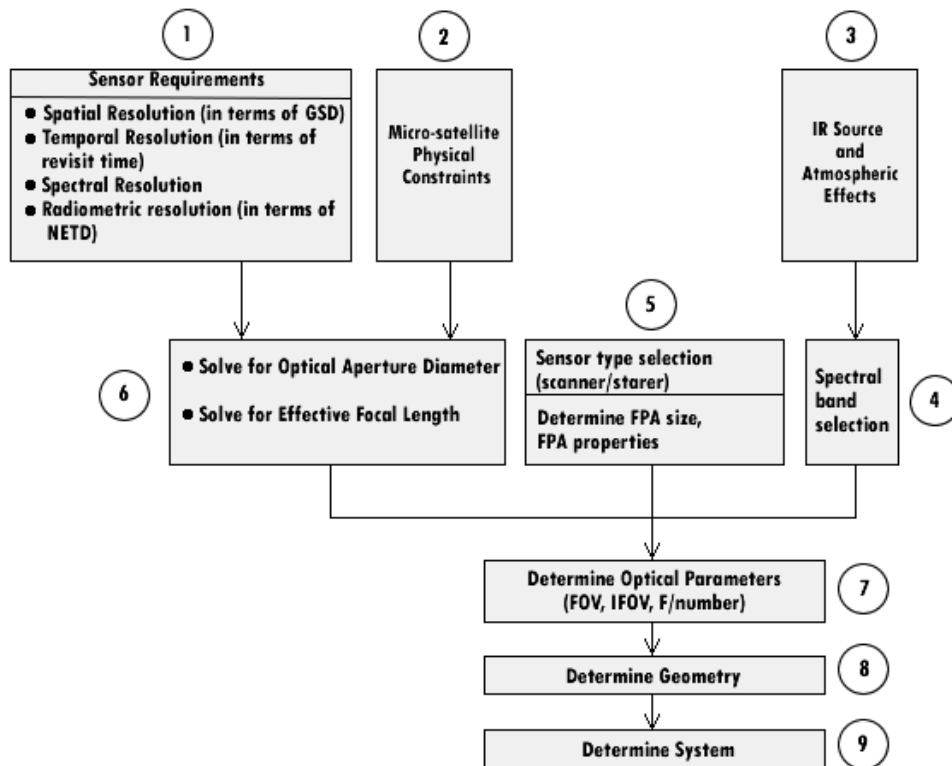 1
2
3
Sensor Requirements
● Spatial Resolution (in terms of GSD)
● Temporal Resolution (in terms of
revisit time)
● Spectral Resolution
● Radiometric resolution (in terms of
NETD)
Micro-satellite
Physical
Constraints
IR Source
and
Atmospheric
Effects
5
6
● Solve for Optical Aperture Diameter
● Solve for Effective Focal Length
Sensor type selection
(scanner/starer)
Determine FPA size,
FPA properties
Spectral
band
selection
4
Determine Optical Parameters
(FOV, IFOV, F/number)
7
Determine Geometry
8
Determine System
9